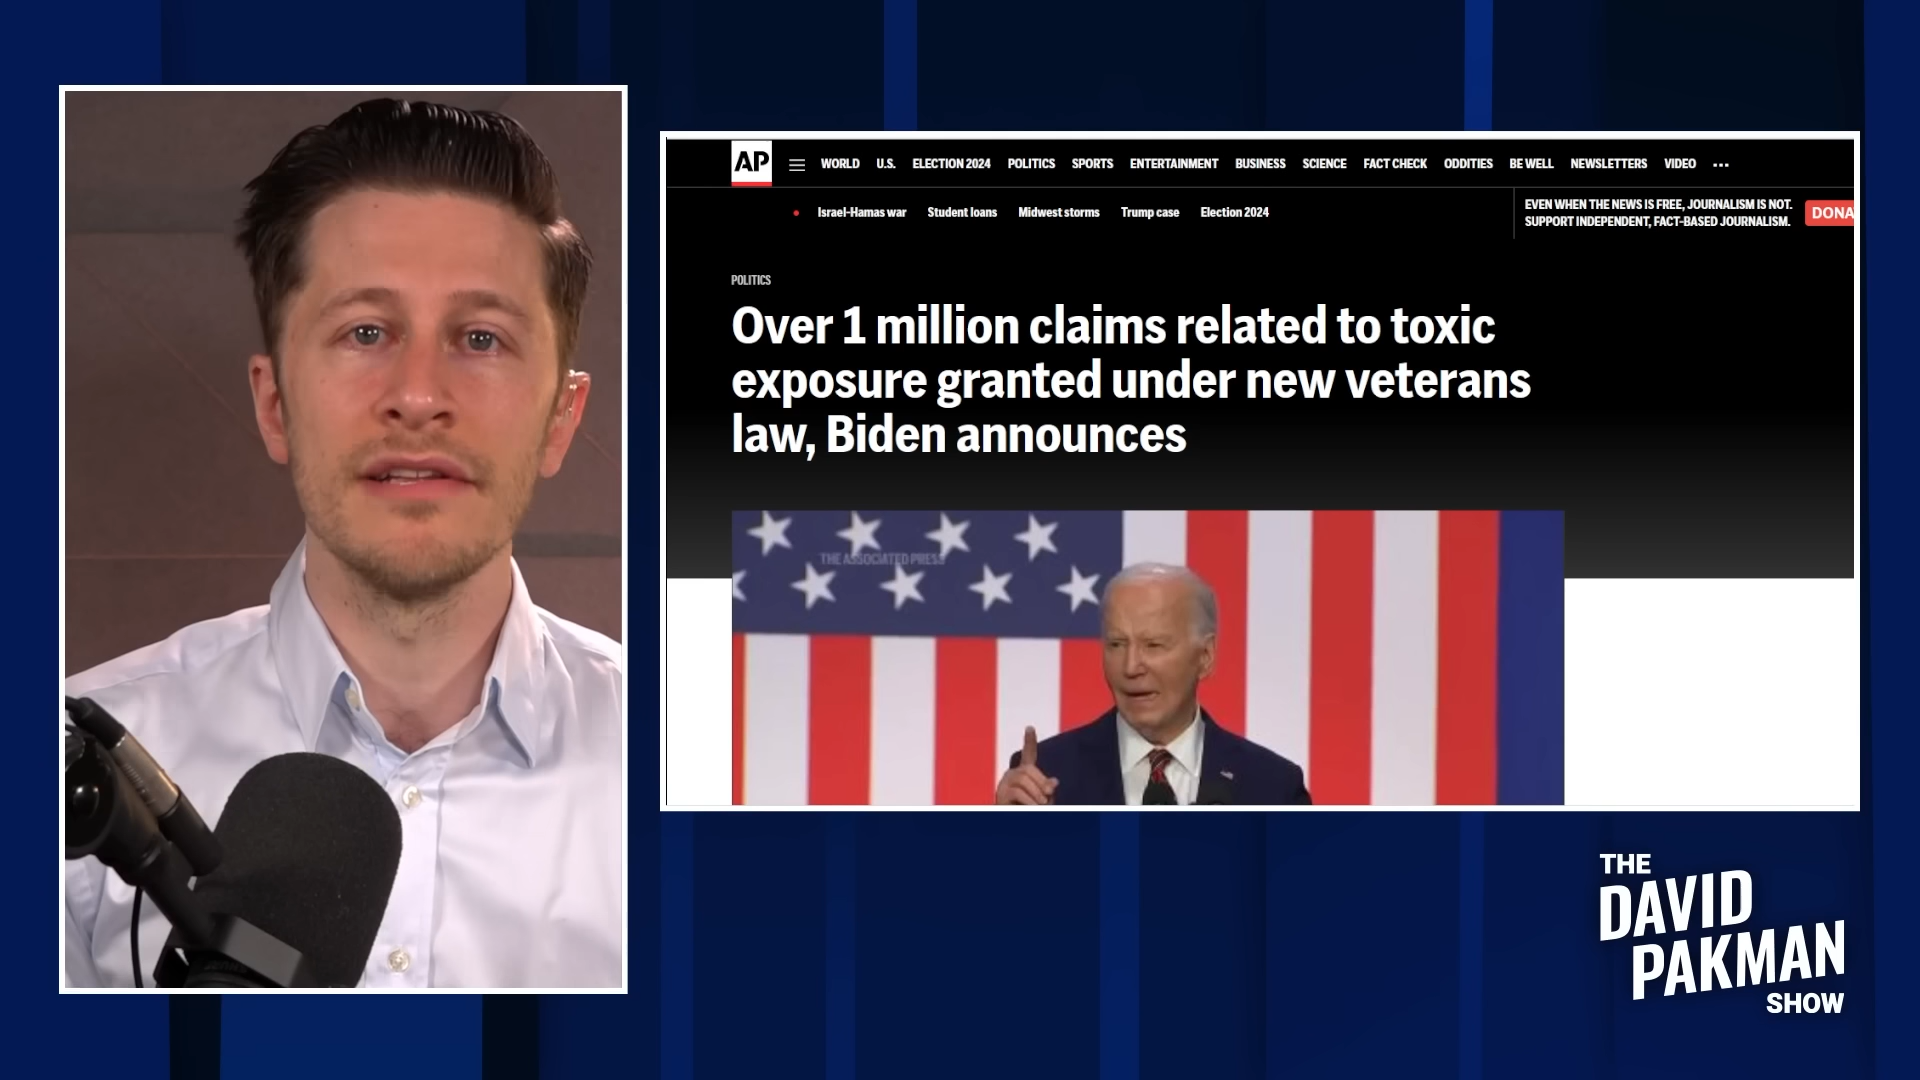 AP
WORLD U.S. ELECTION 2024 POLITICS SPORTS ENTERTAINMENT BUSINESS SCIENCE FACT CHECK ODDITIES BE WELL NEWSLETTERS VIDEO
Israel-Hamas war Student loans Midwest storms Trump case Election 2024
EVEN WHEN THE NEWS IS FREE, JOURNALISM IS NOT.
SUPPORT INDEPENDENT, FACT-BASED JOURNALISM.
DONA
POLITICS
Over 1 million claims related to toxic
exposure granted under new veterans
law, Biden announces
THE ASSOCIATED PRESS
THE
DAVID
PAKMAN
SHOW